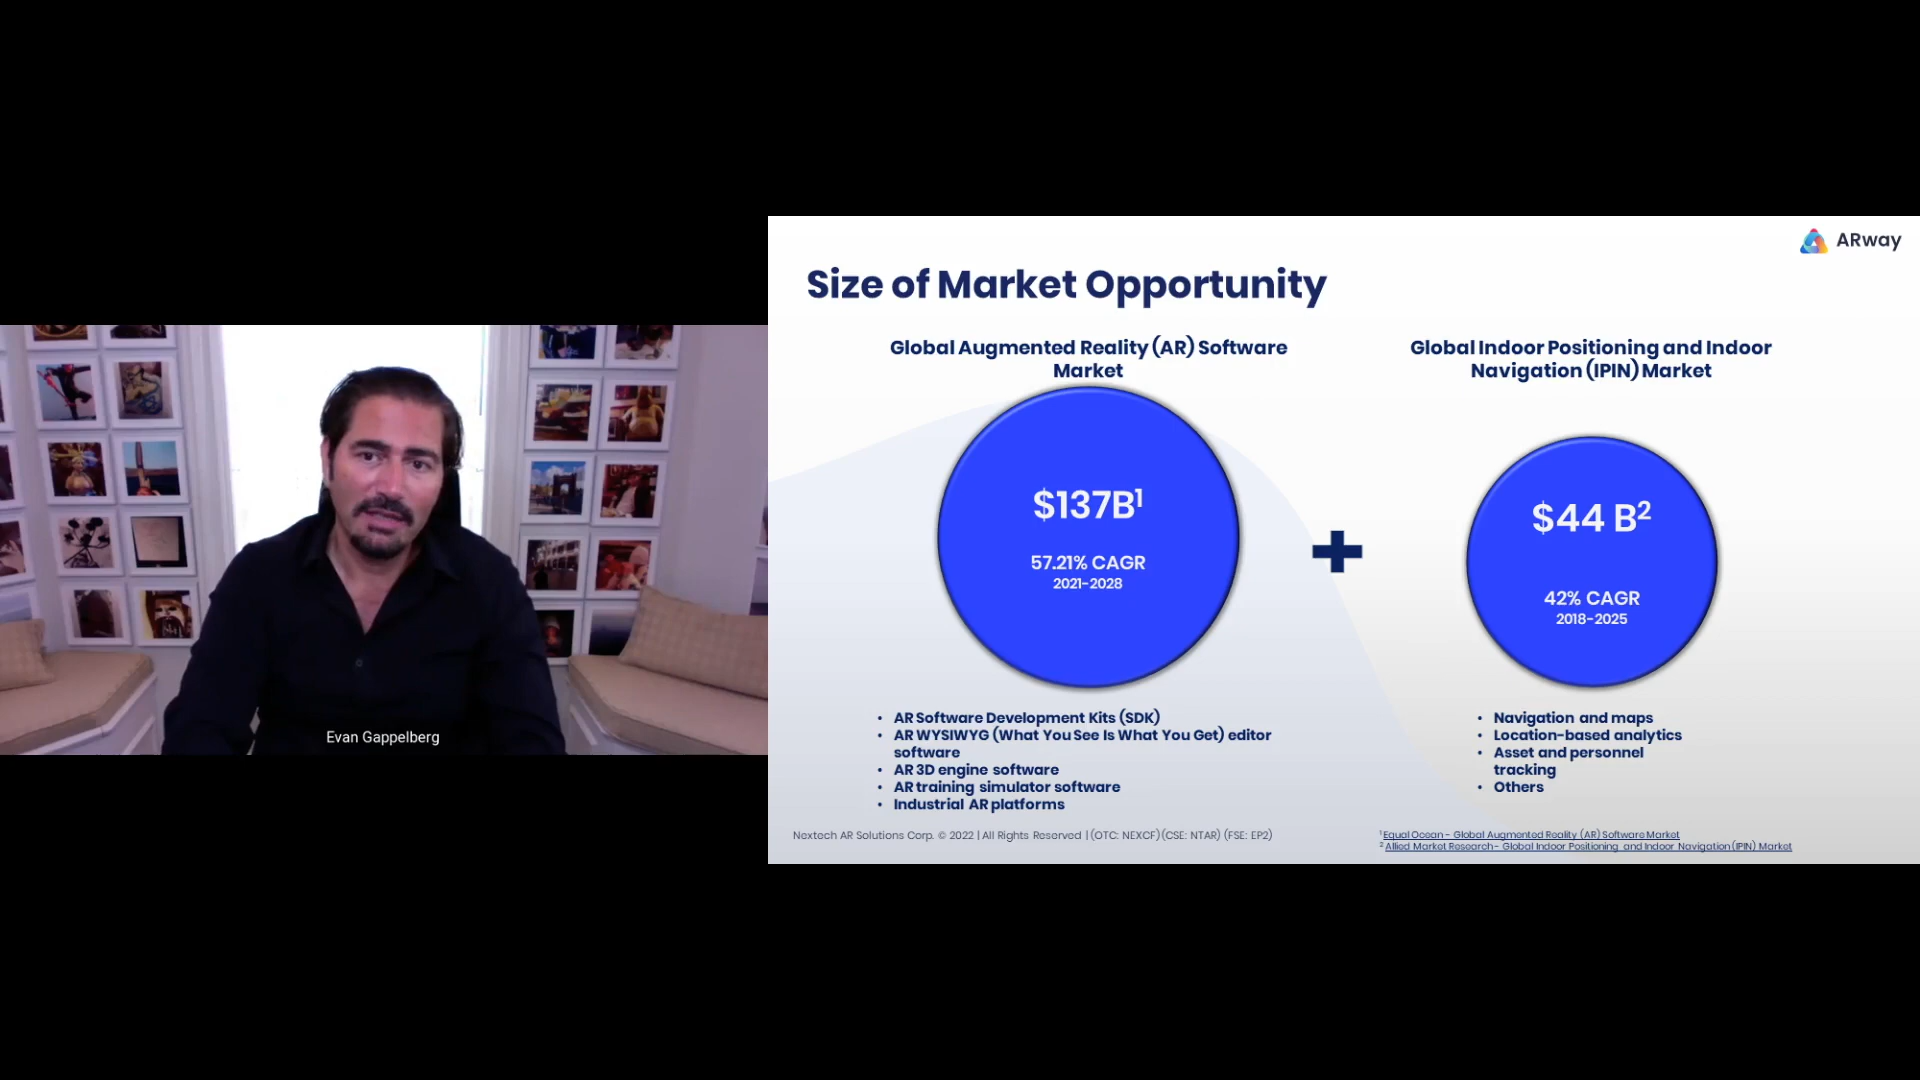 ARway
Size of Market Opportunity
Global Augmented Reality (AR) Software
Market
$137B1
57.21% CAGR
2021-2028
• AR Software Development Kits (SDK)
• AR WYSIWYG (What You See Is What You Get) editor
software
• AR 3D engine software
• AR training simulator software
• Industrial AR platforms
Global Indoor Positioning and Indoor
Navigation (IPIN) Market
$44 B2
42% CAGR
2018-2025
• Navigation and maps
• Location-based analytics
• Asset and personnel
tracking
• Others
Nextech AR Solutions Corp. © 2022 | All Rights Reserved | (OTC: NEXCF) (CSE: NTAR) (FSE: EP2)
1 Equal Ocean - Global Augmented Reality (AR) Software Market
2 Allied Market Research - Global Indoor Positioning and Indoor Navigation (IPIN) Market
Evan Gappelberg